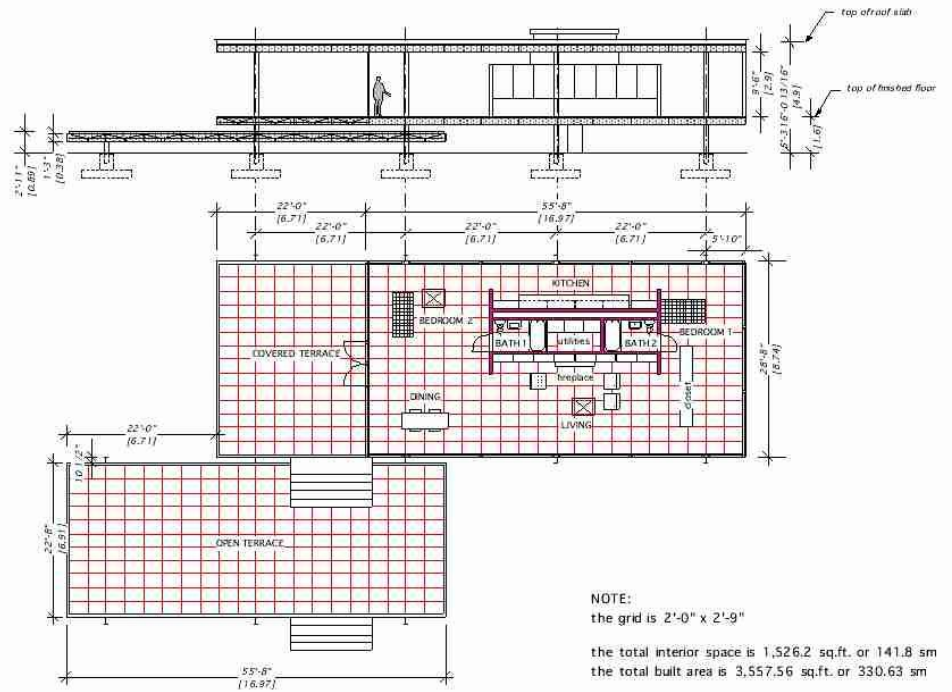 top of roof slab
top of finished floor
9'-6"
[2.9]
16'-0 13/16"
[4.9]
5'-3"
[1.6]
2'-11"
[0.89]
1'-3"
[0.38]
22'-0"
[6.71]
55'-8"
[16.97]
22'-0"
[6.71]
22'-0"
[6.71]
22'-0"
[6.71]
5'-10"
KITCHEN
BEDROOM 2
BEDROOM 1
BATH 1
utilities
BATH 2
COVERED TERRACE
28'-8"
[8.74]
fireplace
closet
DINING
LIVING
22'-0"
[6.71]
10 1/2"
22'-8"
[6.91]
OPEN TERRACE
55'-8"
[16.97]
NOTE:
the grid is 2'-0" x 2'-9"
the total interior space is 1,526.2 sq.ft. or 141.8 sm
the total built area is 3,557.56 sq.ft. or 330.63 sm